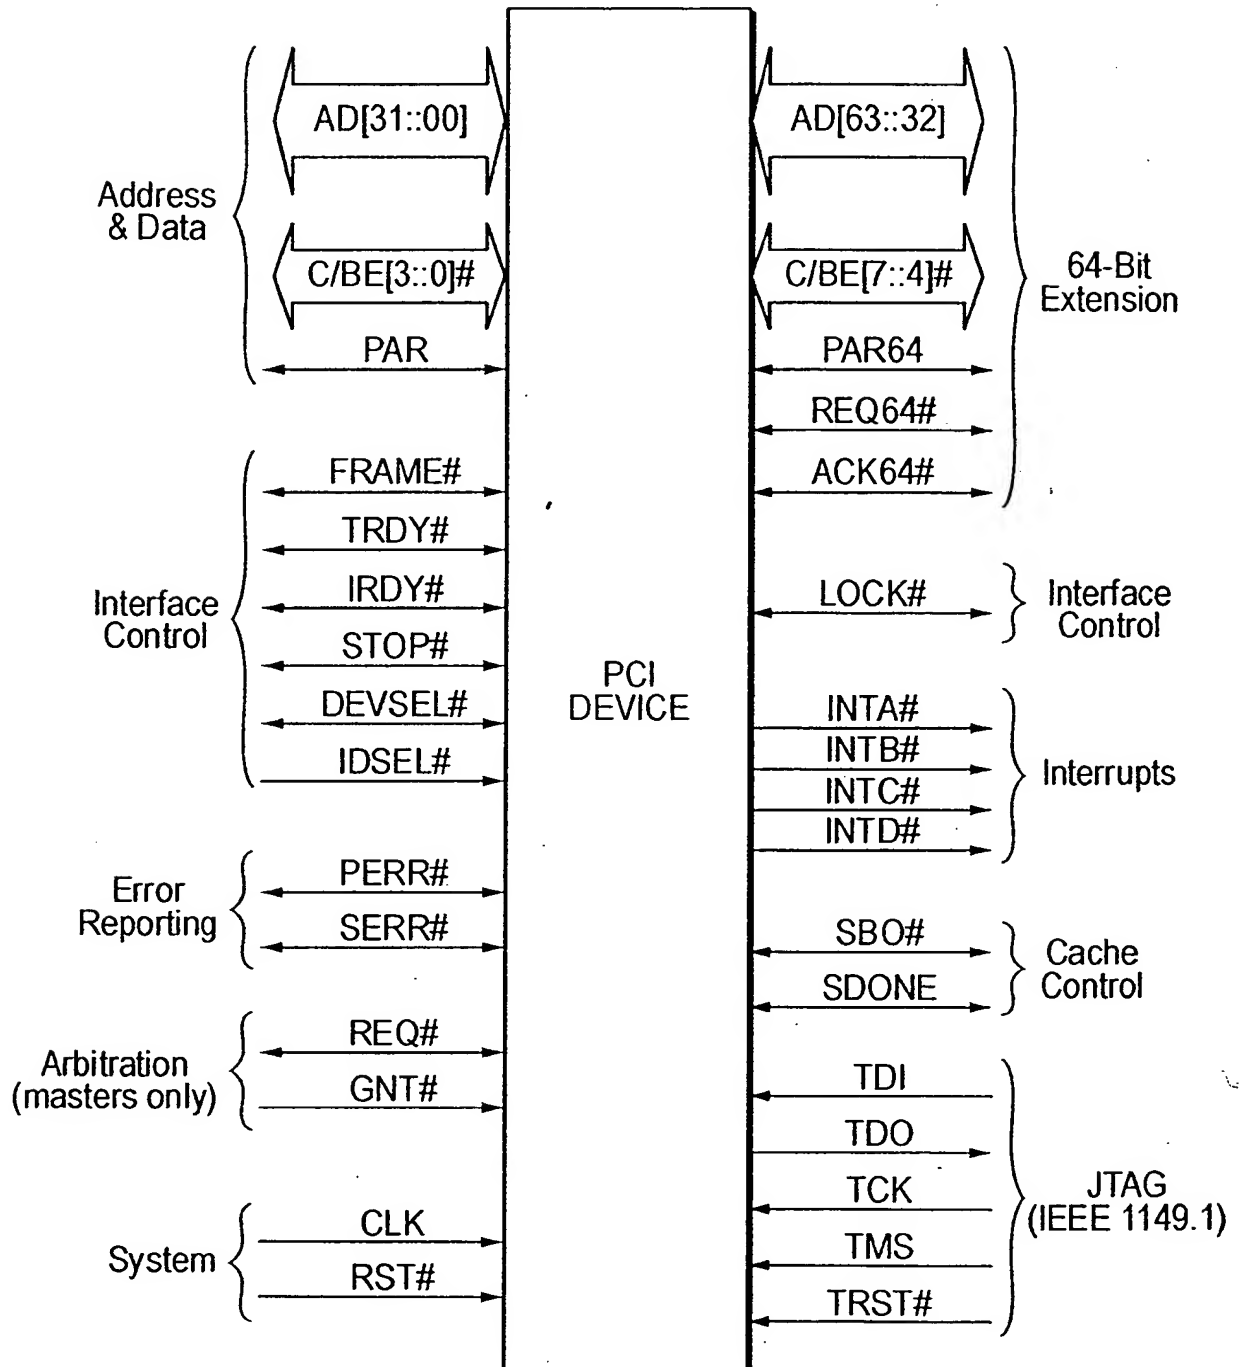 AD[31::00]
Address
& Data
C/BE[3::0]#
PAR
FRAME#
TRDY#
IRDY#
Interface
Control
STOP#
DEVSEL#
IDSEL#
PERR#
Error
Reporting
SERR#
REQ#
Arbitration
(masters only)
GNT#
CLK
System
RST#
PCI
DEVICE
AD[63::32]
C/BE[7::4]#
64-Bit
Extension
PAR64
REQ64#
ACK64#
LOCK#
Interface
Control
INTA#
INTB#
Interrupts
INTC#
INTD#
SBO#
Cache
Control
SDONE
TDI
TDO
TCK
JTAG
(IEEE 1149.1)
TMS
TRST#